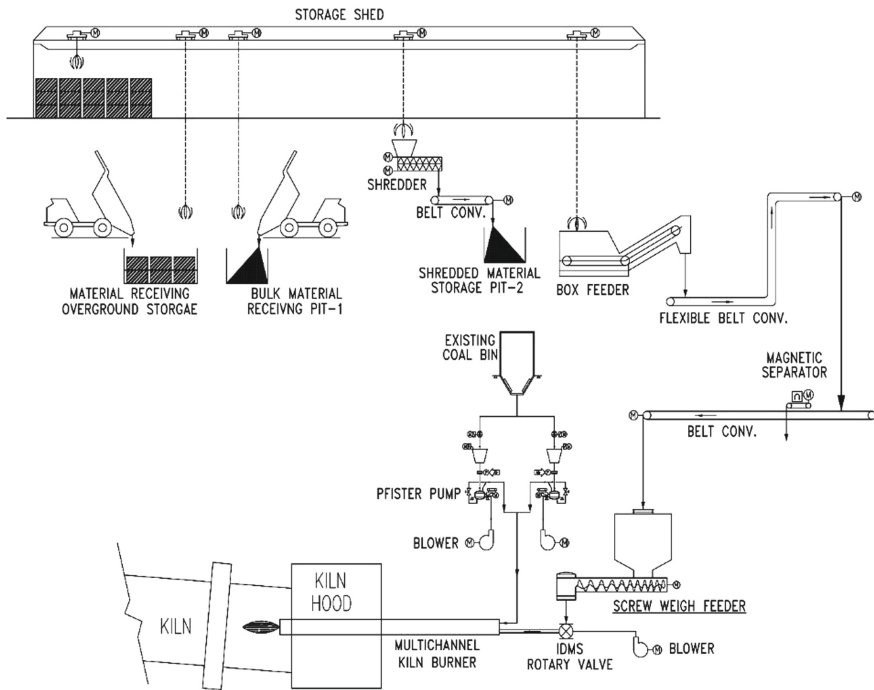 STORAGE SHED
M
M
M
M
M
M
M
SHREDDER
M
BELT CONV.
M
MATERIAL RECEIVING
OVERGROUND STORGAE
BULK MATERIAL
RECEIVNG PIT-1
SHREDDED MATERIAL
STORAGE PIT-2
BOX FEEDER
FLEXIBLE BELT CONV.
EXISTING
COAL BIN
MAGNETIC
SEPARATOR
M
M
BELT CONV.
PFISTER PUMP
BLOWER
M
M
M
SCREW WEIGH FEEDER
KILN
KILN
HOOD
MULTICHANNEL
KILN BURNER
IDMS
ROTARY VALVE
M
BLOWER